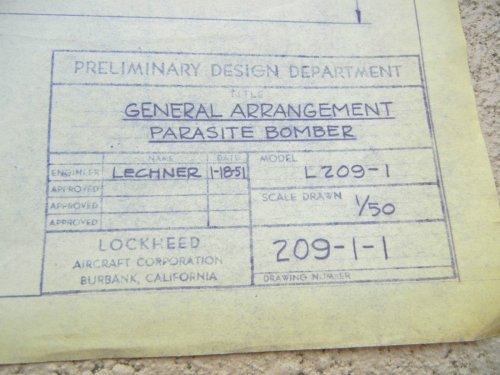 PRELIMINARY DESIGN DEPARTMENT
TITLE
GENERAL ARRANGEMENT
PARASITE BOMBER
NAME DATE
ENGINEER LECHNER 1-18-51
APPROVED
APPROVED
APPROVED
MODEL L209-1
SCALE DRAWN 1/50
LOCKHEED
AIRCRAFT CORPORATION
BURBANK, CALIFORNIA
209-1-1
DRAWING NUMBER